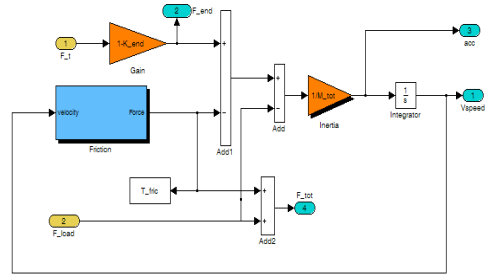 2
F_end
1
F_t
1-K_end
Gain
+
−
Add1
velocity
Force
Friction
+
−
Add
1/M_tot
Inertia
1
s
Integrator
3
acc
1
Vspeed
T_fric
2
F_load
+
+
Add2
F_tot
4